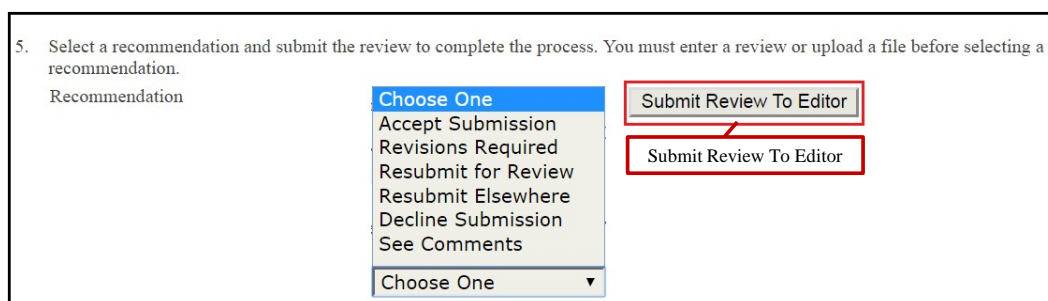 5. Select a recommendation and submit the review to complete the process. You must enter a review or upload a file before selecting a
recommendation.
Recommendation
Choose One
Submit Review To Editor
Accept Submission
Revisions Required
Submit Review To Editor
Resubmit for Review
Resubmit Elsewhere
Decline Submission
See Comments
Choose One